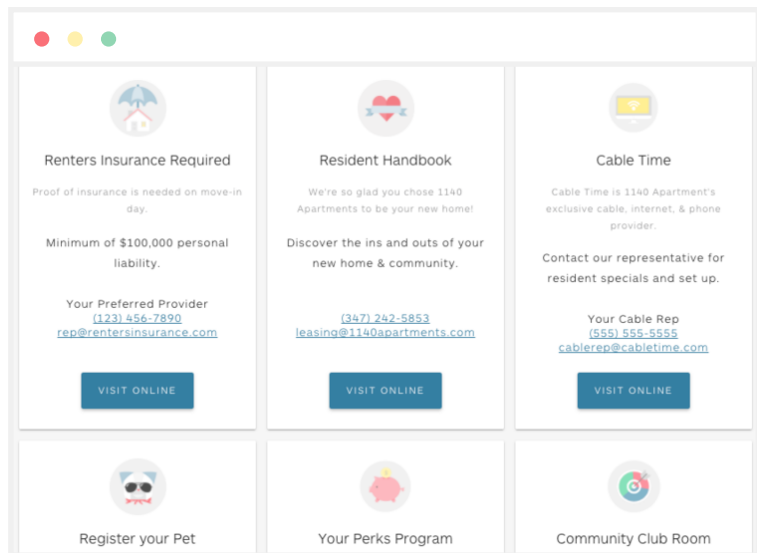 Renters Insurance Required
Proof of insurance is needed on move-in
day.
Minimum of $100,000 personal
liability.
Your Preferred Provider
(123) 456-7890
rep@rentersinsurance.com
VISIT ONLINE
Resident Handbook
We're so glad you chose 1140
Apartments to be your new home!
Discover the ins and outs of your
new home & community.
(347) 242-5853
leasing@1140apartments.com
VISIT ONLINE
Cable Time
Cable Time is 1140 Apartment's
exclusive cable, internet, & phone
provider.
Contact our representative for
resident specials and set up.
Your Cable Rep
(555) 555-5555
cablerep@cabletime.com
VISIT ONLINE
Register your Pet
Your Perks Program
Community Club Room